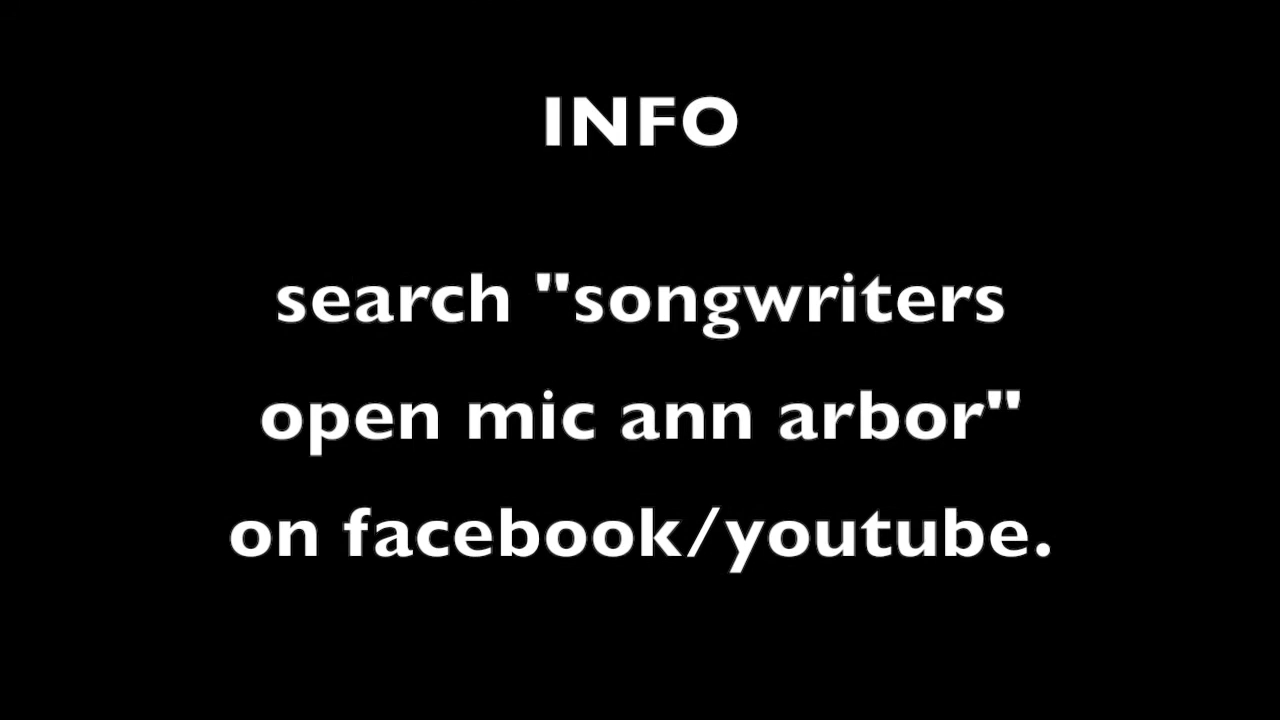 INFO
search "songwriters
open mic ann arbor"
on facebook/youtube.